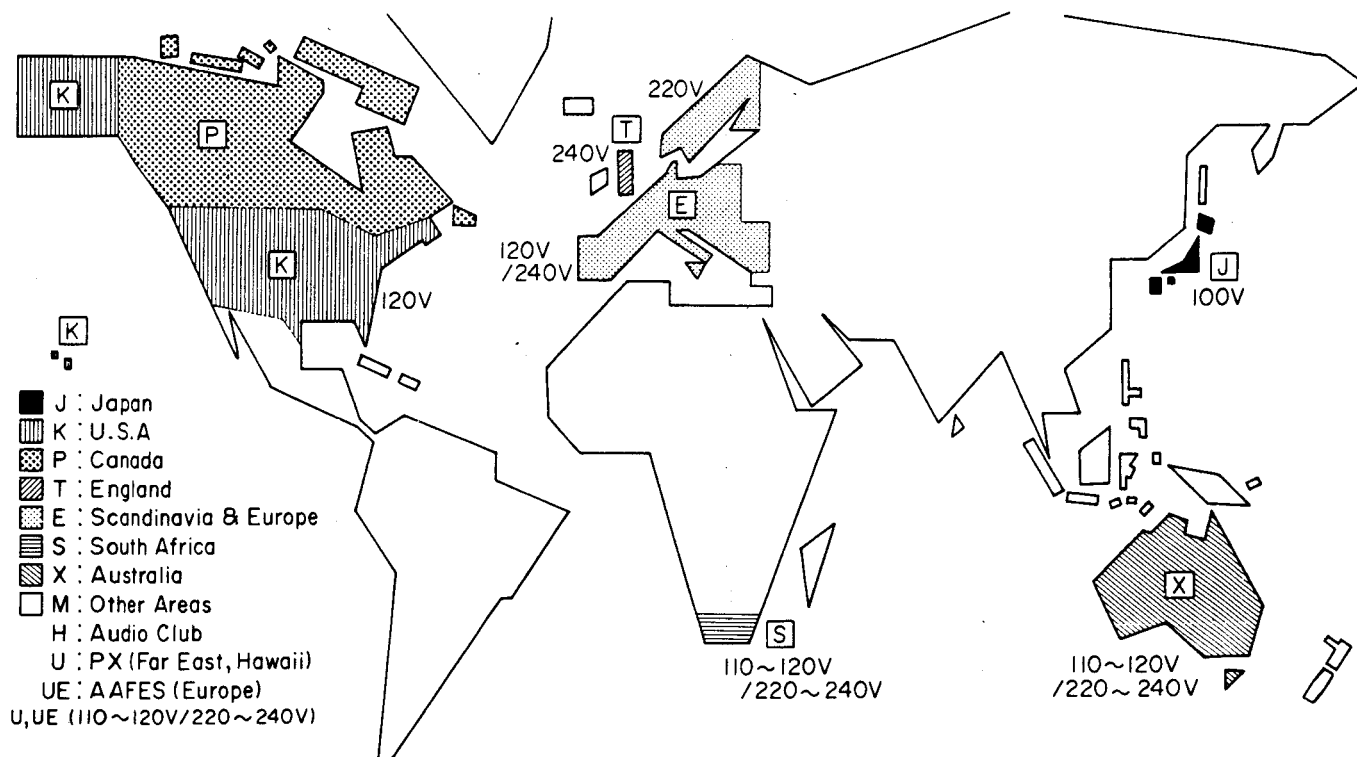 K
P
K
120V
K
220V
T
240V
E
120V
/240V
J
100V
J : Japan
K : U.S.A
P : Canada
T : England
E : Scandinavia & Europe
S : South Africa
X : Australia
M : Other Areas
H : Audio Club
U : PX (Far East, Hawaii)
UE : AAFES (Europe)
U,UE (110~120V/220~240V)
S
110~120V
/220~240V
X
110~120V
/220~240V